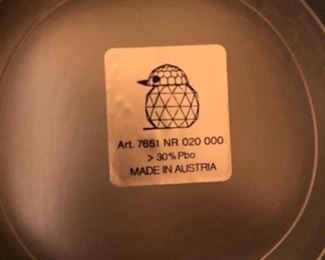 Art. 7651 NR 020 000
> 30% Pbo
MADE IN AUSTRIA